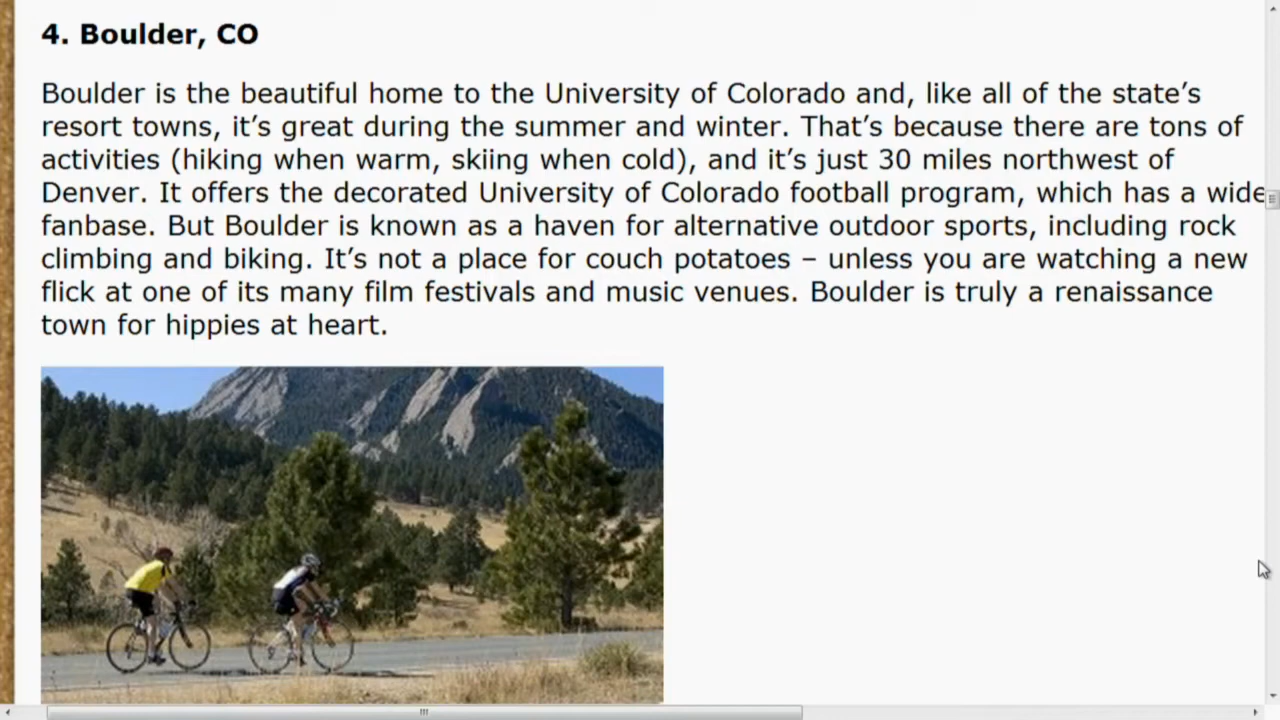 4. Boulder, CO
Boulder is the beautiful home to the University of Colorado and, like all of the state’s
resort towns, it’s great during the summer and winter. That’s because there are tons of
activities (hiking when warm, skiing when cold), and it’s just 30 miles northwest of
Denver. It offers the decorated University of Colorado football program, which has a wide
fanbase. But Boulder is known as a haven for alternative outdoor sports, including rock
climbing and biking. It’s not a place for couch potatoes – unless you are watching a new
flick at one of its many film festivals and music venues. Boulder is truly a renaissance
town for hippies at heart.